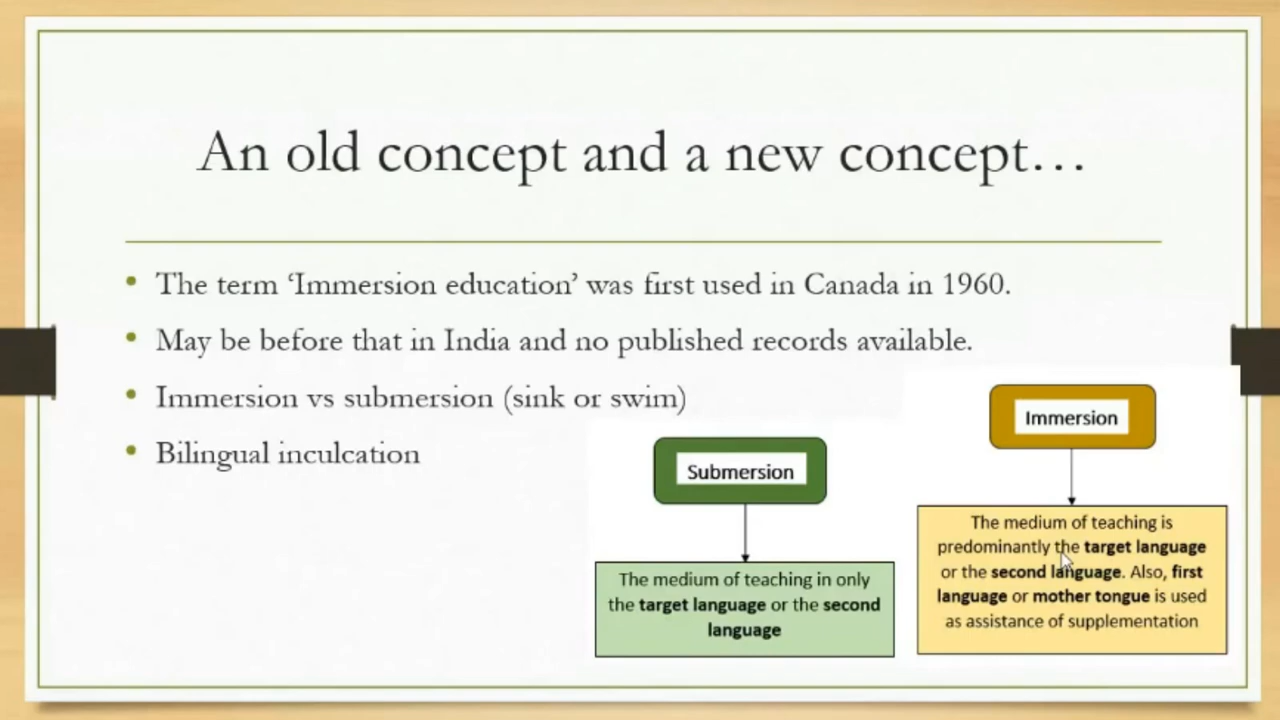 An old concept and a new concept…
• The term ‘Immersion education’ was first used in Canada in 1960.
• May be before that in India and no published records available.
• Immersion vs submersion (sink or swim)
• Bilingual inculcation
Submersion
The medium of teaching in only
the target language or the second
language
Immersion
The medium of teaching is
predominantly the target language
or the second language. Also, first
language or mother tongue is used
as assistance of supplementation